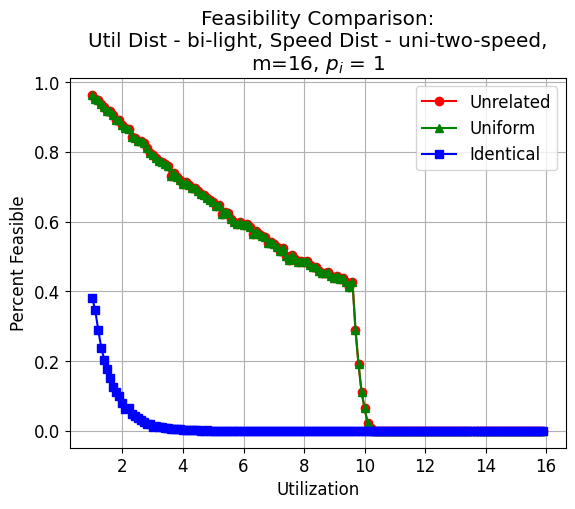 Feasibility Comparison:
Util Dist - bi-light, Speed Dist - uni-two-speed,
m=16, $p_i$ = 1
1.0
0.8
0.6
0.4
0.2
0.0
Percent Feasible
Unrelated
Uniform
Identical
2 4 6 8 10 12 14 16
Utilization